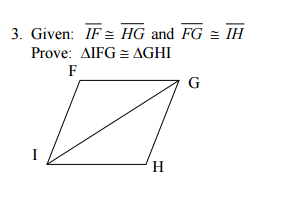 3. Given: IF ≅ HG and FG ≅ IH
Prove: ΔIFG ≅ ΔGHI
F
G
I
H